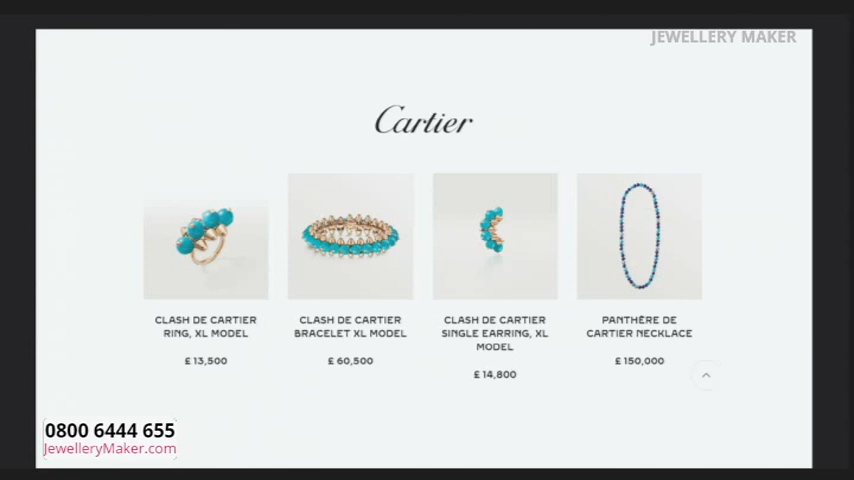 JEWELLERY MAKER
Cartier
CLASH DE CARTIER
RING, XL MODEL
£ 13,500
CLASH DE CARTIER
BRACELET XL MODEL
£ 60,500
CLASH DE CARTIER
SINGLE EARRING, XL
MODEL
£ 14,800
PANTHÈRE DE
CARTIER NECKLACE
£ 150,000
0800 6444 655
JewelleryMaker.com